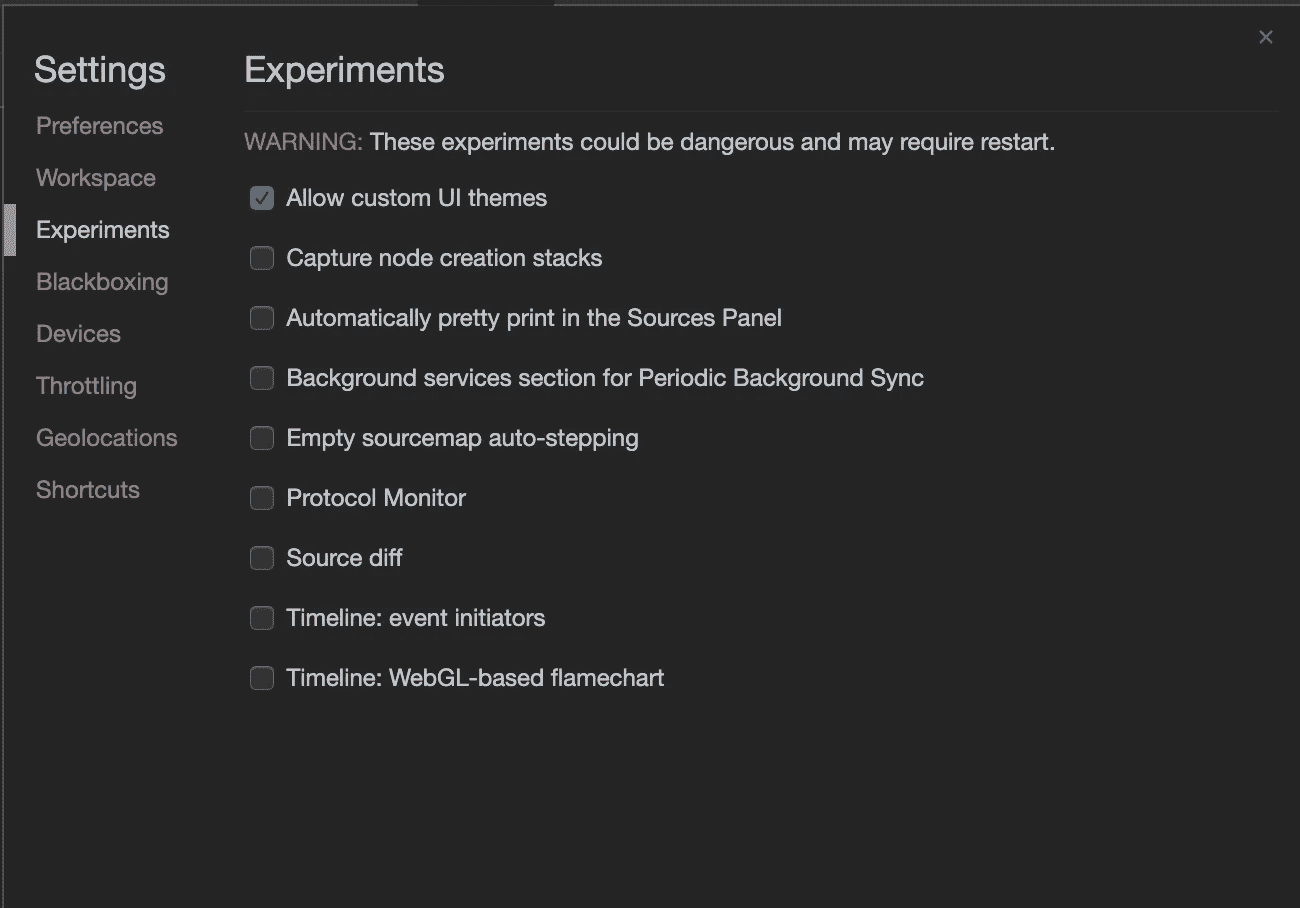 Settings
Preferences
Workspace
Experiments
Blackboxing
Devices
Throttling
Geolocations
Shortcuts
Experiments
WARNING: These experiments could be dangerous and may require restart.
Allow custom UI themes
Capture node creation stacks
Automatically pretty print in the Sources Panel
Background services section for Periodic Background Sync
Empty sourcemap auto-stepping
Protocol Monitor
Source diff
Timeline: event initiators
Timeline: WebGL-based flamechart